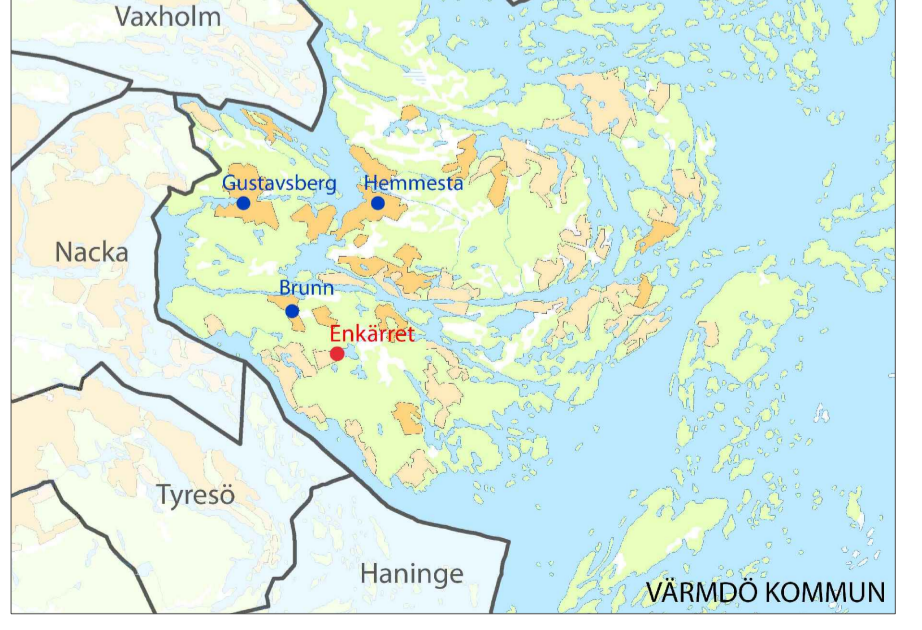 Vaxholm
Gustavsberg
Hemmesta
Nacka
Brunn
Enkärret
Tyresö
Haninge
VÄRMDÖ KOMMUN